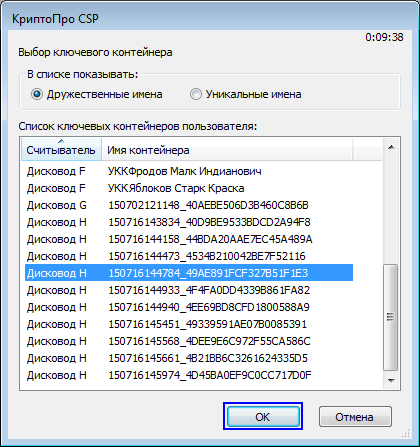 КриптоПро CSP
0:09:38
Выбор ключевого контейнера
В списке показывать:
Дружественные имена Уникальные имена
Список ключевых контейнеров пользователя:
Считыватель Имя контейнера
Дисковод F УККФродов Малк Индианович
Дисковод F УККЯблоков Старк Краска
Дисковод G 150702121148_40AEBE506D3B460C8B6B
Дисковод H 150716143834_40D9BE9533BDCD2A94F8
Дисковод H 150716144158_44BDA20AAE7EC45A489A
Дисковод H 150716144473_4534B210042BE7F52116
Дисковод H 150716144784_49AE891FCF327B51F1E3
Дисковод H 150716144933_4F4FA0DD4339B861FA82
Дисковод H 150716144940_4EE69BD8CFD1800588A9
Дисковод H 150716145451_49339591AE07B0085391
Дисковод H 150716145568_4DEE9E6C972F55CA586C
Дисковод H 150716145661_4B21BB6C3261624335D5
Дисковод H 150716145974_4D45BA0EF9C0CC717D0F
OK Отмена